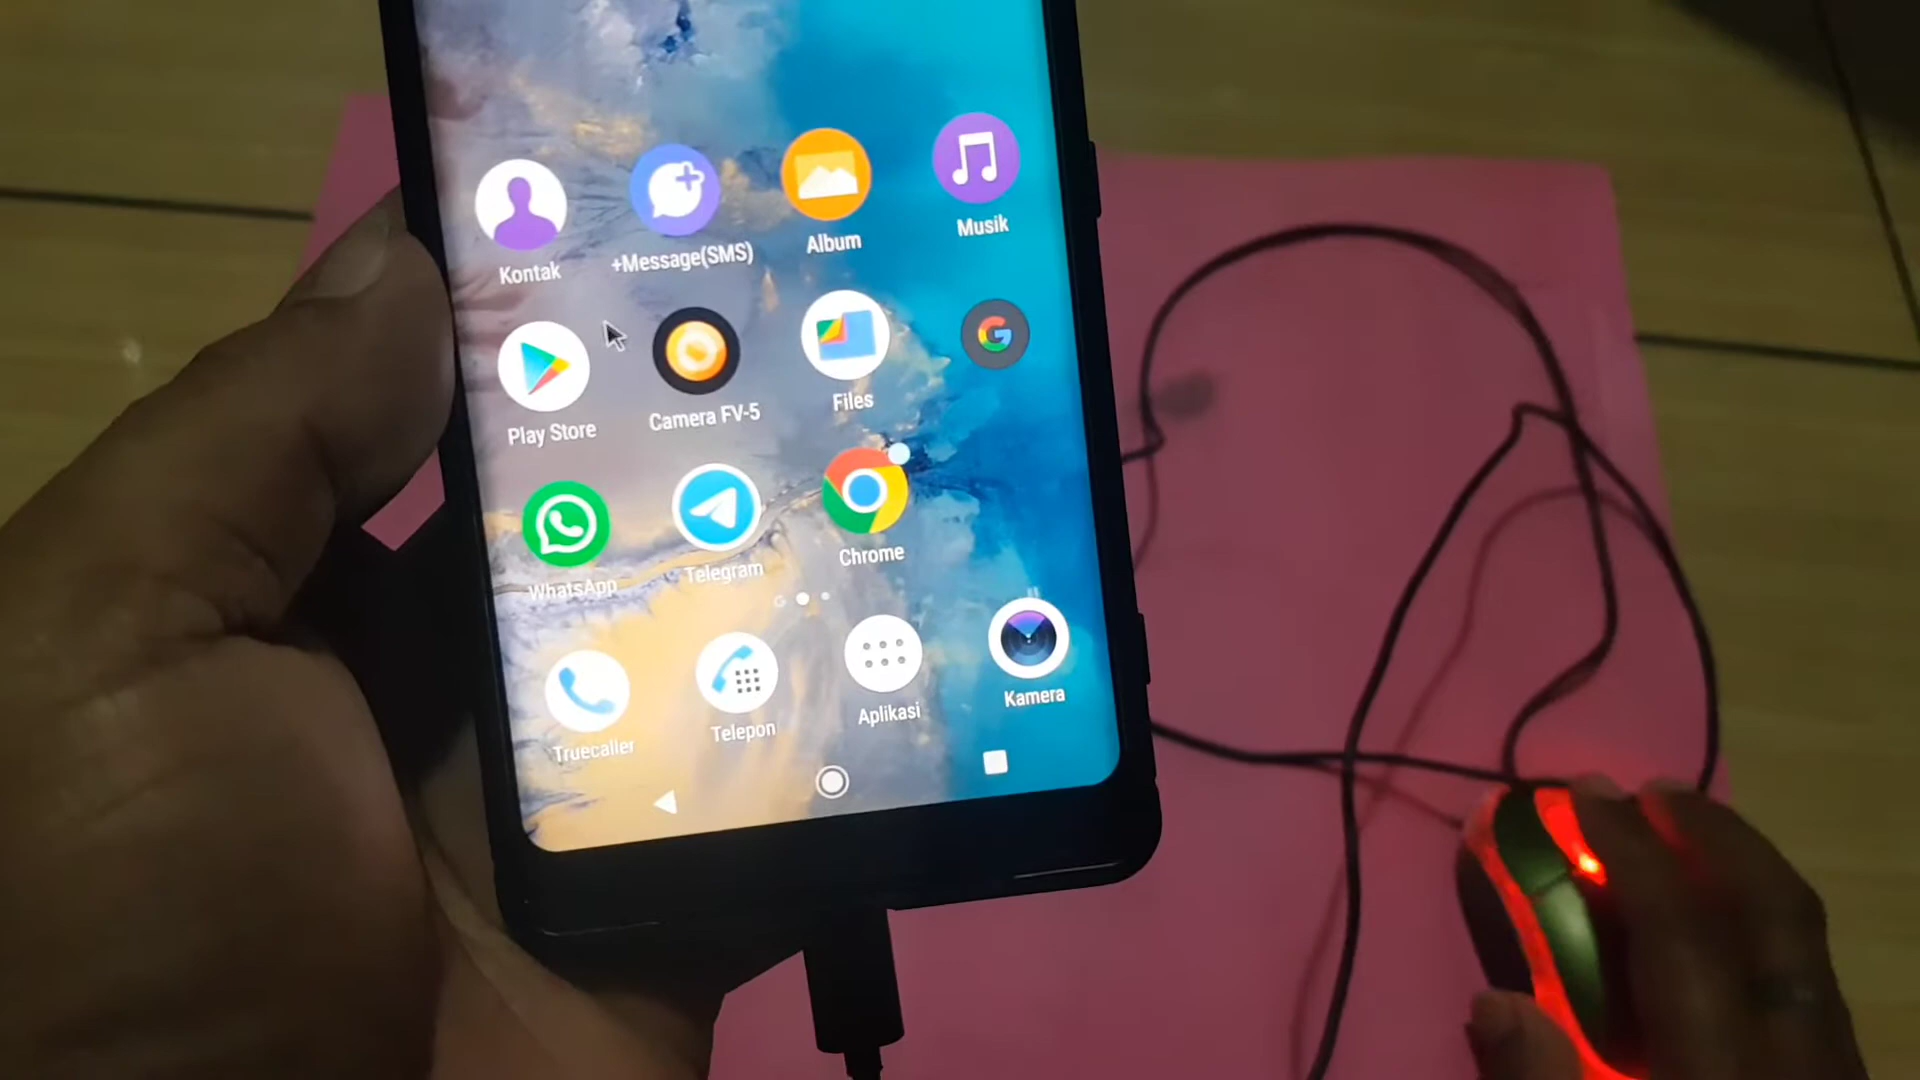 Kontak
+Message(SMS)
Album
Musik
Play Store
Camera FV-5
Files
WhatsApp
Telegram
Chrome
Truecaller
Telepon
Aplikasi
Kamera